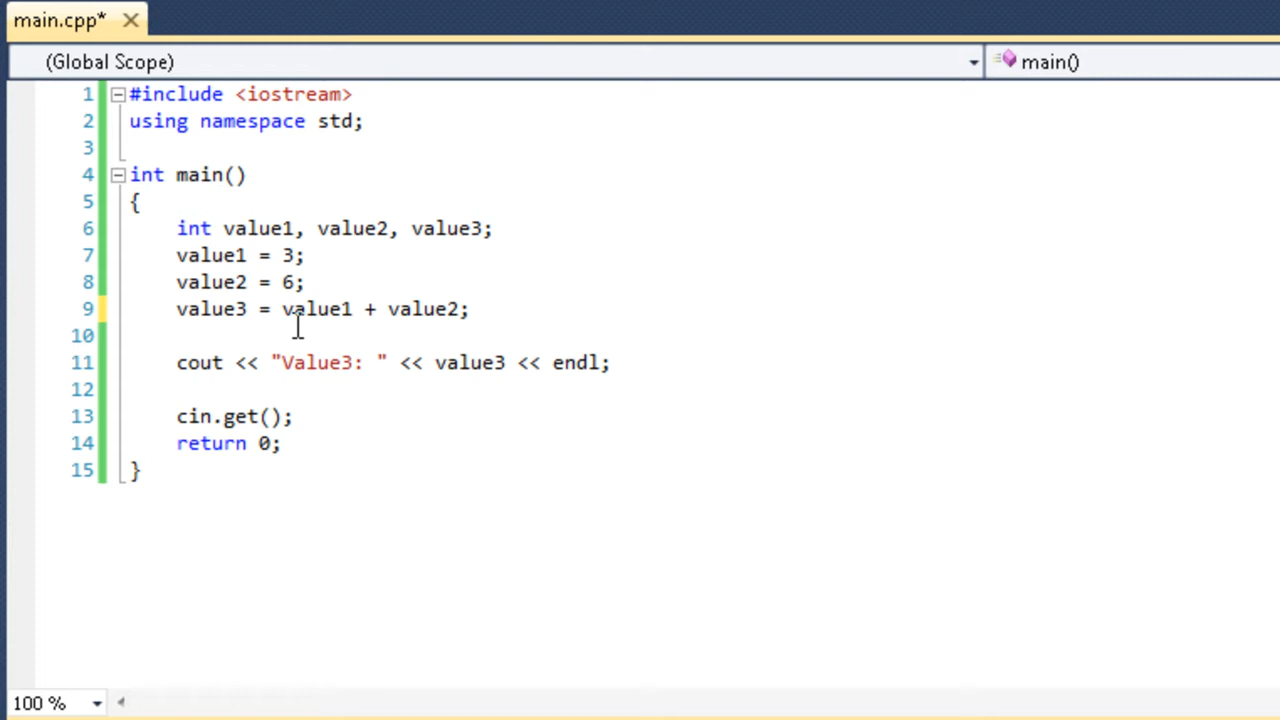 main.cpp*
(Global Scope) main()
1 #include <iostream>
2 using namespace std;
3
4 int main()
5 {
6 int value1, value2, value3;
7 value1 = 3;
8 value2 = 6;
9 value3 = value1 + value2;
10
11 cout << "Value3: " << value3 << endl;
12
13 cin.get();
14 return 0;
15 }
100 %